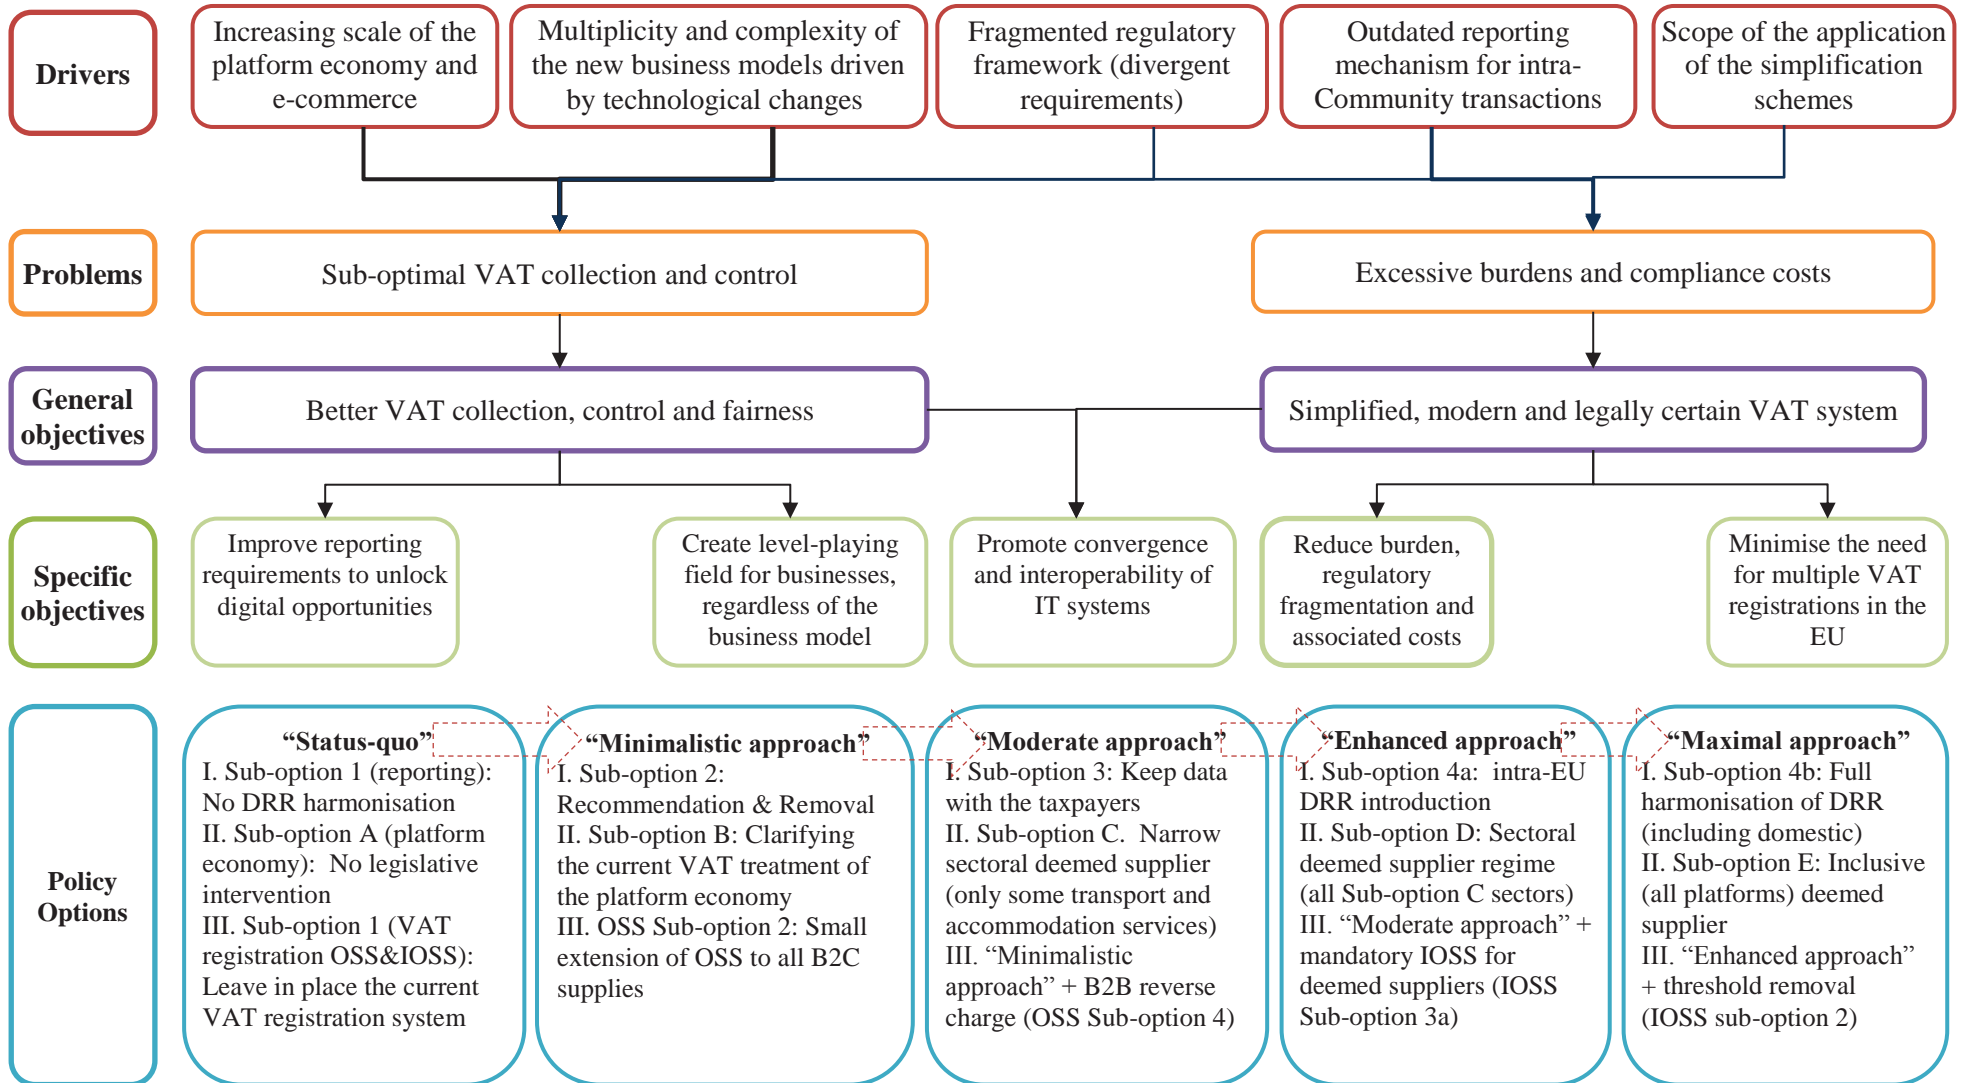 Drivers
Increasing scale of the
platform economy and
e-commerce
Multiplicity and complexity of
the new business models driven
by technological changes
Fragmented regulatory
framework (divergent
requirements)
Outdated reporting
mechanism for intra-
Community transactions
Scope of the application
of the simplification
schemes
Problems
Sub-optimal VAT collection and control
Excessive burdens and compliance costs
General
objectives
Better VAT collection, control and fairness
Simplified, modern and legally certain VAT system
Specific
objectives
Improve reporting
requirements to unlock
digital opportunities
Create level-playing
field for businesses,
regardless of the
business model
Promote convergence
and interoperability of
IT systems
Reduce burden,
regulatory
fragmentation and
associated costs
Minimise the need
for multiple VAT
registrations in the
EU
Policy
Options
“Status-quo”
I. Sub-option 1 (reporting):
No DRR harmonisation
II. Sub-option A (platform
economy):  No legislative
intervention
III. Sub-option 1 (VAT
registration OSS&IOSS):
Leave in place the current
VAT registration system
“Minimalistic approach”
I. Sub-option 2:
Recommendation & Removal
II. Sub-option B: Clarifying
the current VAT treatment of
the platform economy
III. OSS Sub-option 2: Small
extension of OSS to all B2C
supplies
“Moderate approach”
I. Sub-option 3: Keep data
with the taxpayers
II. Sub-option C.  Narrow
sectoral deemed supplier
(only some transport and
accommodation services)
III. “Minimalistic
approach” + B2B reverse
charge (OSS Sub-option 4)
“Enhanced approach”
I. Sub-option 4a:  intra-EU
DRR introduction
II. Sub-option D: Sectoral
deemed supplier regime
(all Sub-option C sectors)
III. “Moderate approach” +
mandatory IOSS for
deemed suppliers (IOSS
Sub-option 3a)
“Maximal approach”
I. Sub-option 4b: Full
harmonisation of DRR
(including domestic)
II. Sub-option E: Inclusive
(all platforms) deemed
supplier
III. “Enhanced approach”
+ threshold removal
(IOSS sub-option 2)